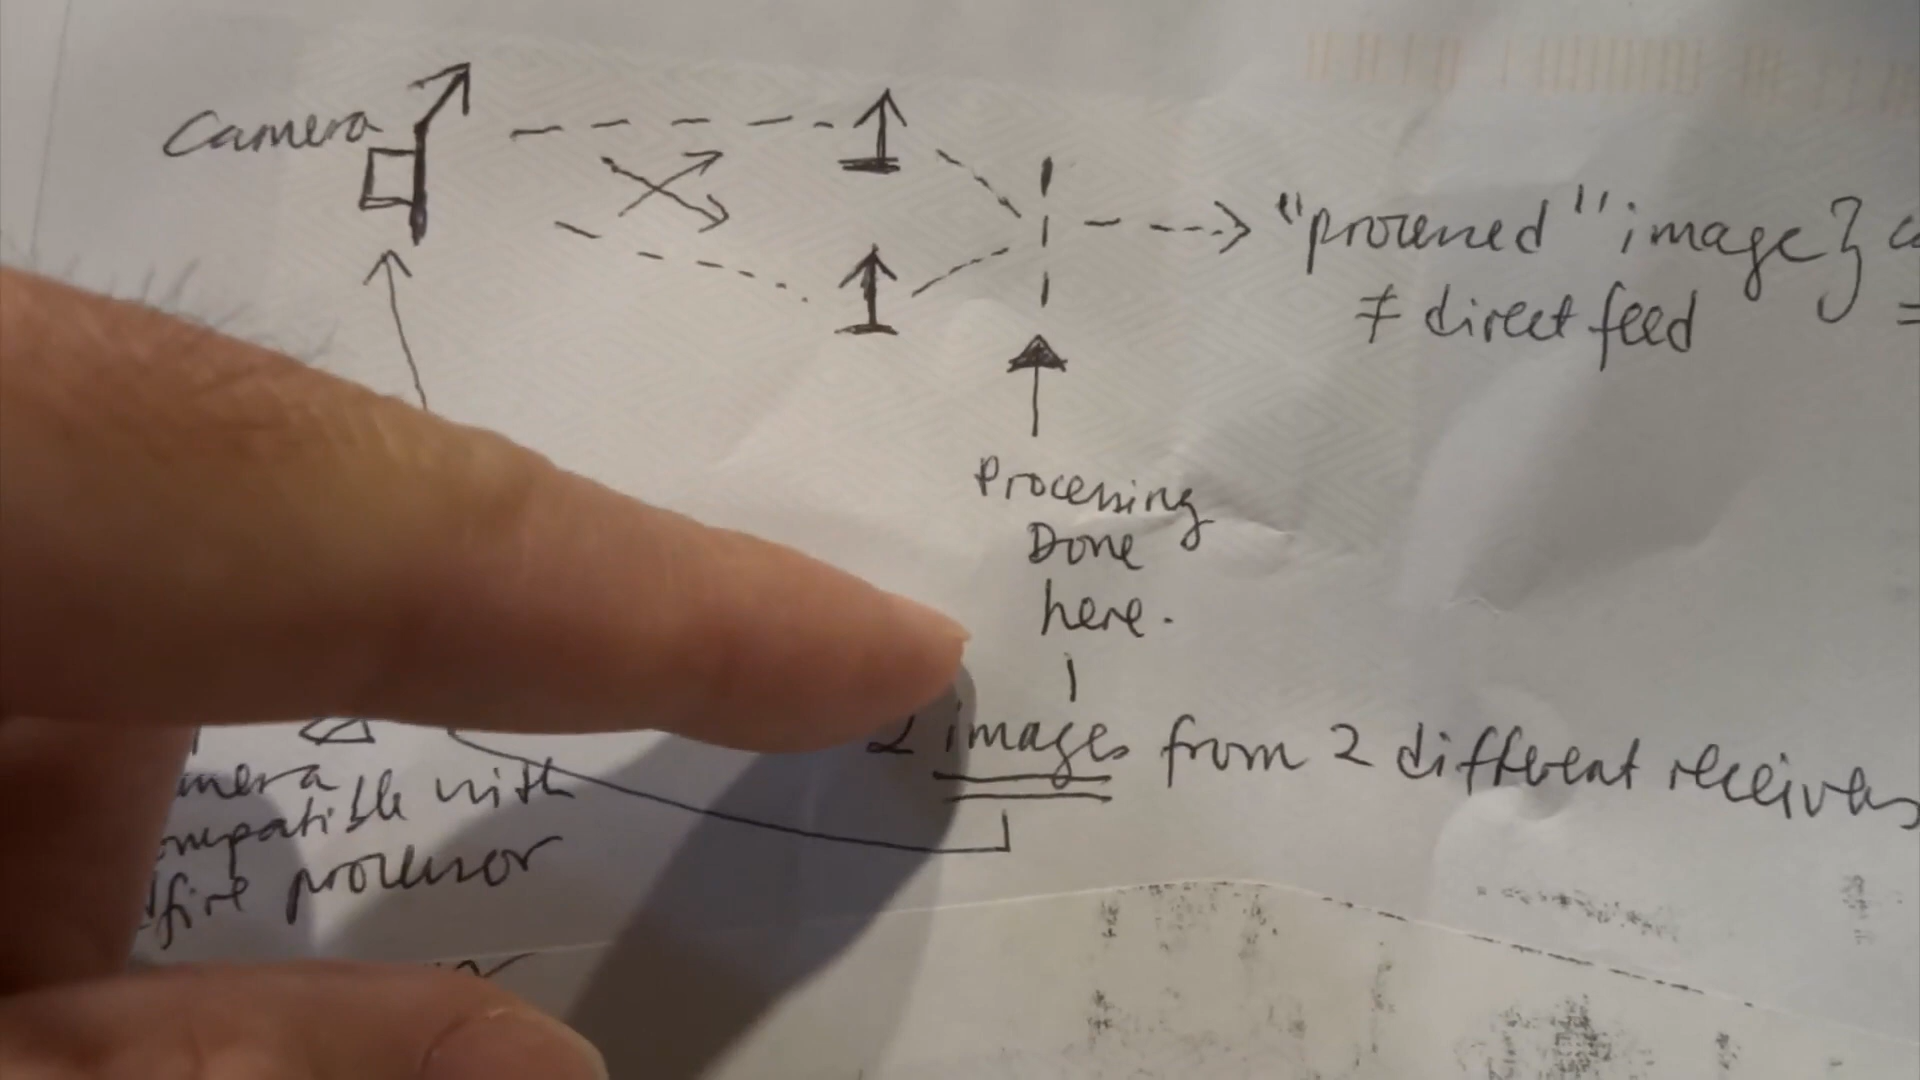 Camera
"processed" image}
≠ direct feed
Processing
Done
here.
2 images from 2 different receivers
compatible with
processor